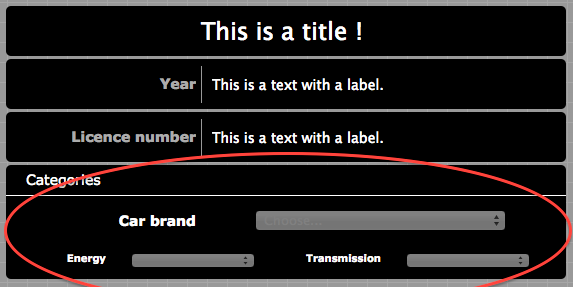 This is a title !
Year This is a text with a label.
Licence number This is a text with a label.
Categories
Car brand Choose...
Energy Transmission